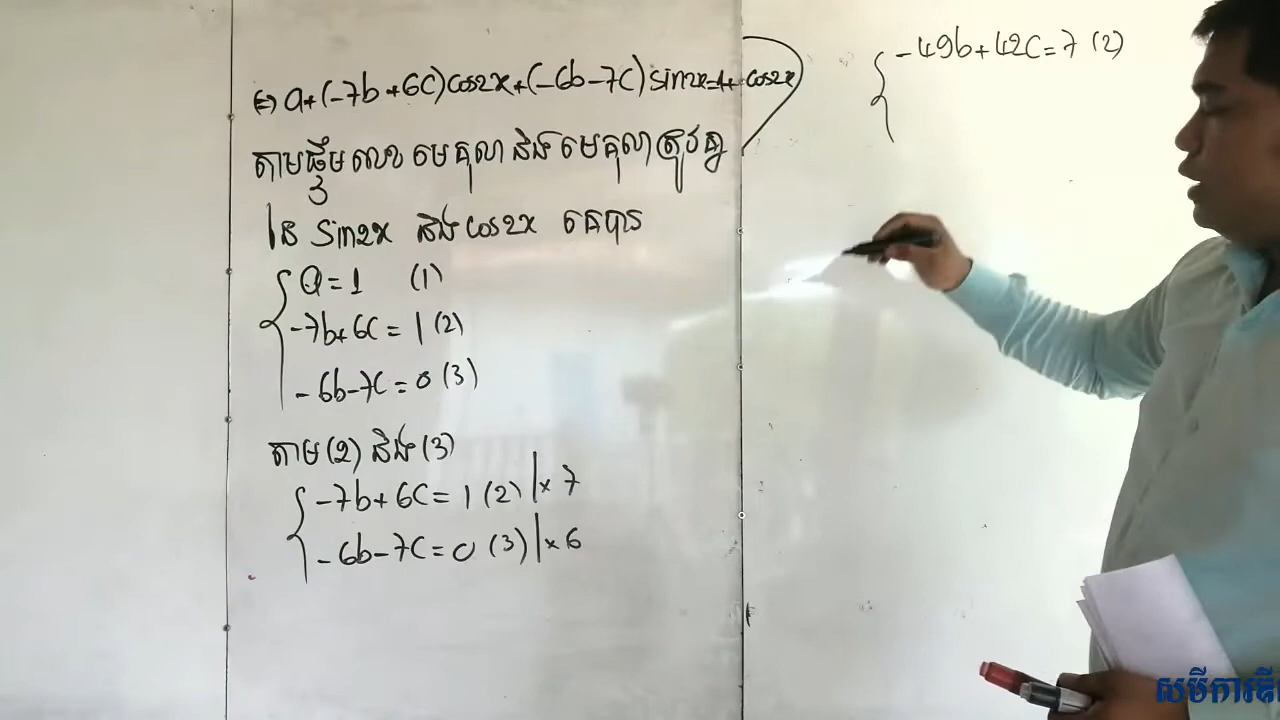 ⇔ a+(-7b+6c)cos2x+(-6b-7c)sin2x=1+cos2x
តាមផ្ទឹមលេខមេគុណ និងមេគុណត្រូវគ្នា
នៃ sin2x និង cos2x គេបាន
a=1 (1)
-7b+6c=1 (2)
-6b-7c=0 (3)
តាម (2) និង (3)
-7b+6c=1 (2) |×7
-6b-7c=0 (3) |×6
-49b+42c=7 (2)